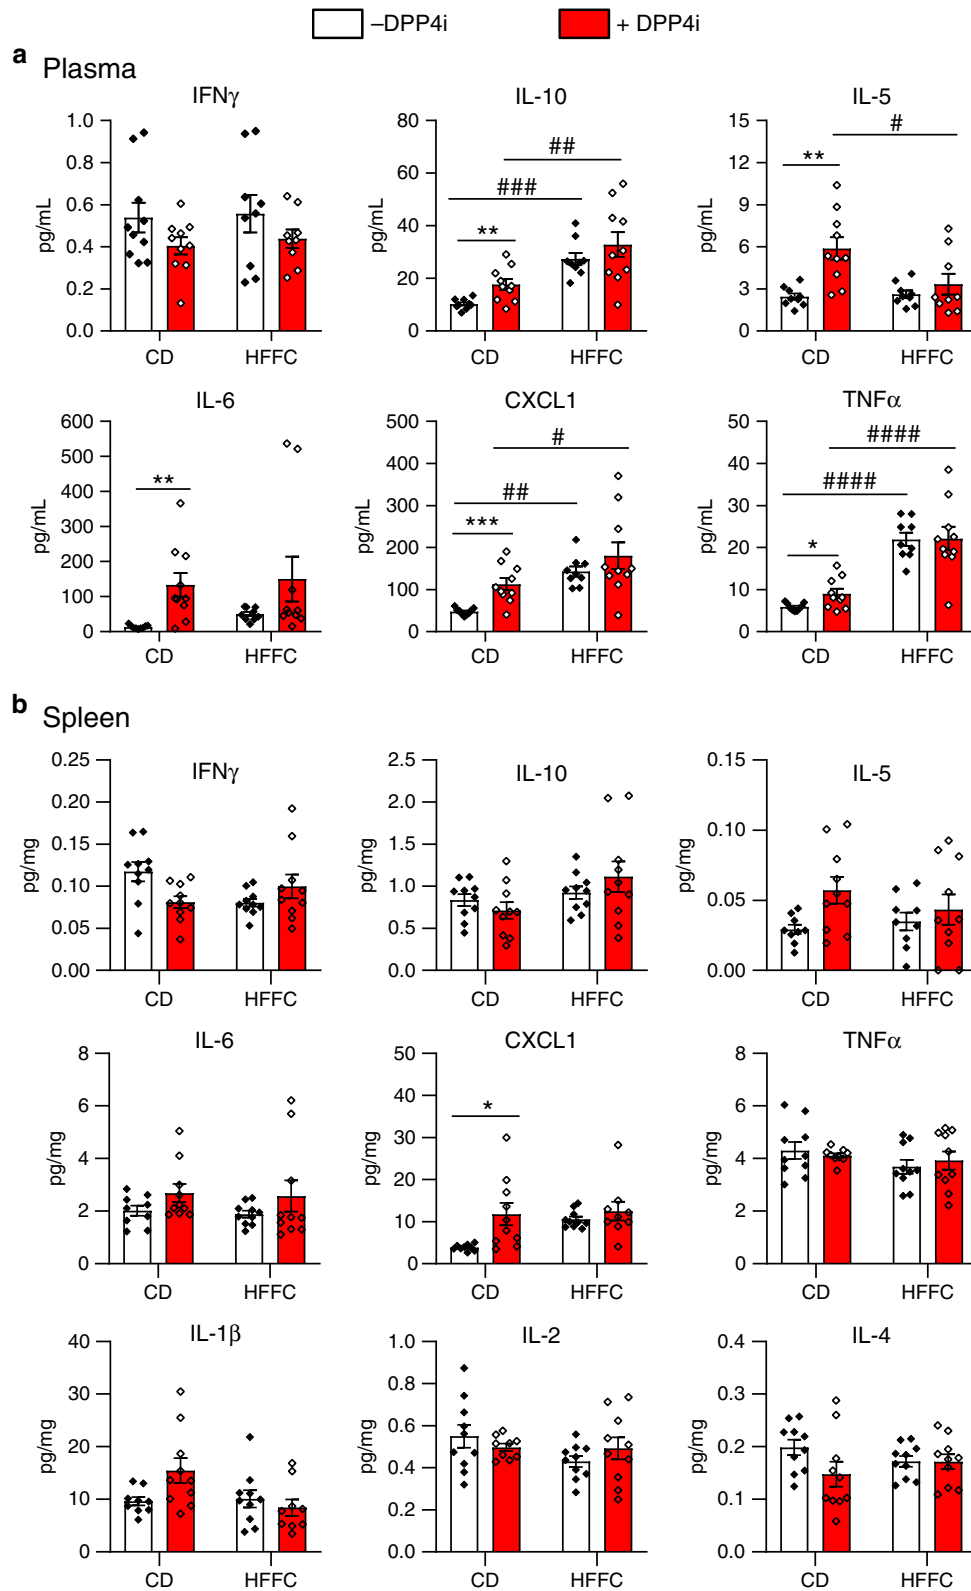 –DPP4i + DPP4i
a Plasma
IFNγ IL-10 IL-5
pg/mL 1.0 0.8 0.6 0.4 0.2 0.0 CD HFFC
pg/mL 80 60 40 20 0 ** ### ## CD HFFC
pg/mL 15 12 9 6 3 0 ** # CD HFFC
IL-6 CXCL1 TNFα
pg/mL 600 500 400 300 200 100 0 ** CD HFFC
pg/mL 500 400 300 200 100 0 *** ## # CD HFFC
pg/mL 50 40 30 20 10 0 * #### #### CD HFFC
b Spleen
IFNγ IL-10 IL-5
pg/mg 0.25 0.20 0.15 0.10 0.05 0.00 CD HFFC
pg/mg 2.5 2.0 1.5 1.0 0.5 0.0 CD HFFC
pg/mg 0.15 0.10 0.05 0.00 CD HFFC
IL-6 CXCL1 TNFα
pg/mg 8 6 4 2 0 CD HFFC
pg/mg 50 40 30 20 10 0 * CD HFFC
pg/mg 8 6 4 2 0 CD HFFC
IL-1β IL-2 IL-4
pg/mg 40 30 20 10 0 CD HFFC
pg/mg 1.0 0.8 0.6 0.4 0.2 0.0 CD HFFC
pg/mg 0.4 0.3 0.2 0.1 0.0 CD HFFC